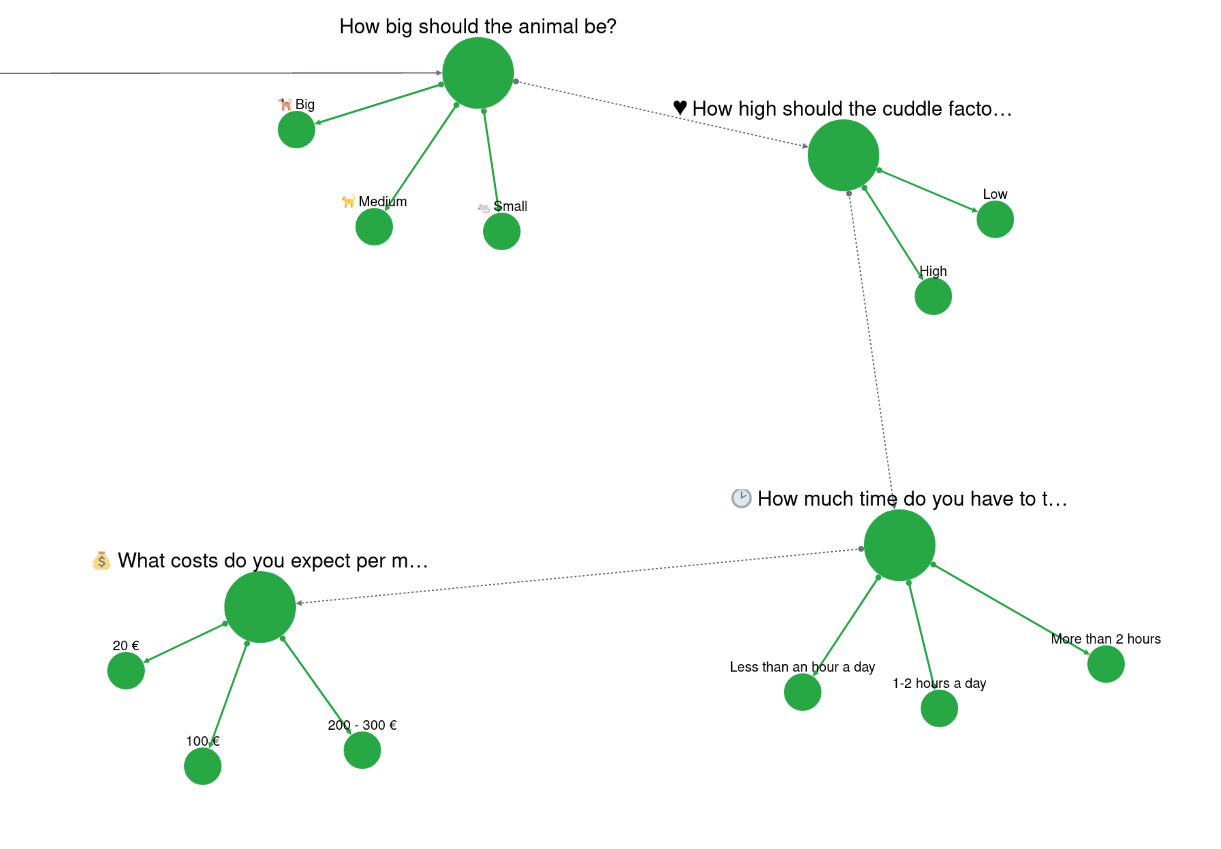 How big should the animal be?
🐕 Big
🐈 Medium
🐁 Small
♥ How high should the cuddle facto…
Low
High
🕑 How much time do you have to t…
Less than an hour a day
1-2 hours a day
More than 2 hours
💰 What costs do you expect per m…
20 €
100 €
200 - 300 €